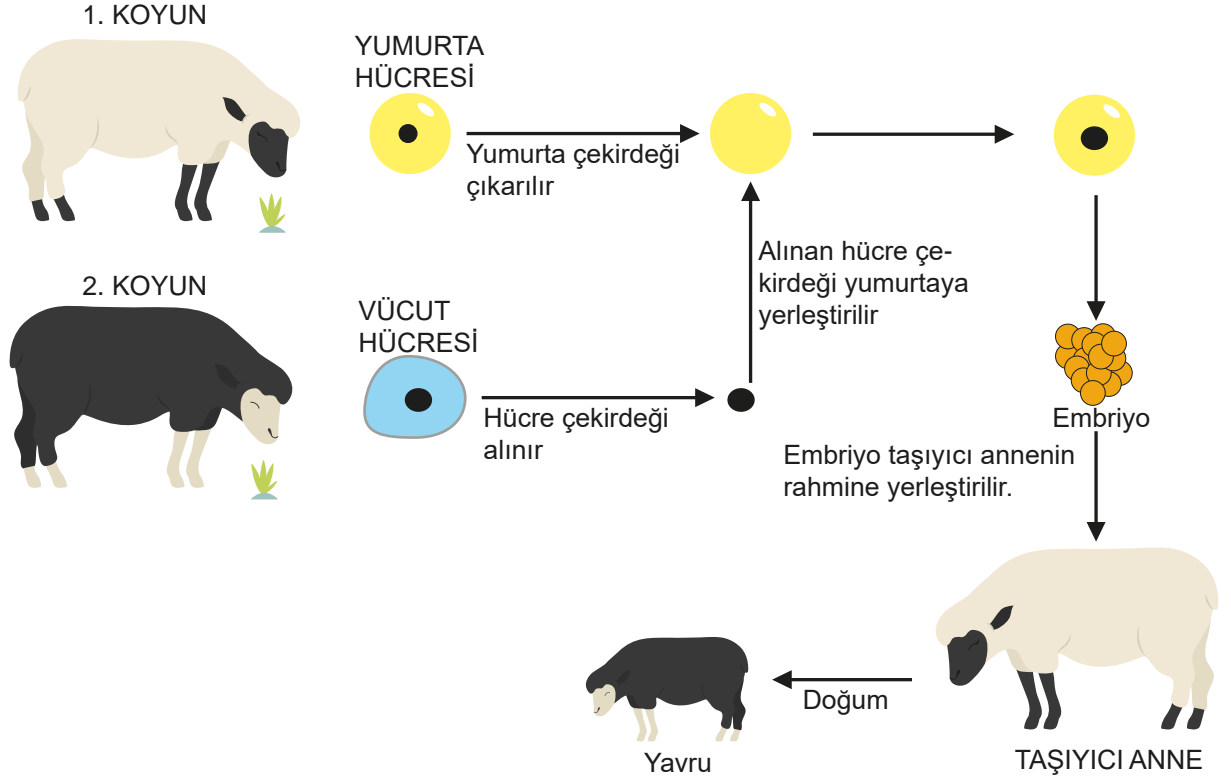 1. KOYUN
YUMURTA
HÜCRESİ
Yumurta çekirdeği
çıkarılır
2. KOYUN
VÜCUT
HÜCRESİ
Hücre çekirdeği
alınır
Alınan hücre çe-
kirdeği yumurtaya
yerleştirilir
Embriyo
Embriyo taşıyıcı annenin
rahmine yerleştirilir.
Doğum
Yavru
TAŞIYICI ANNE